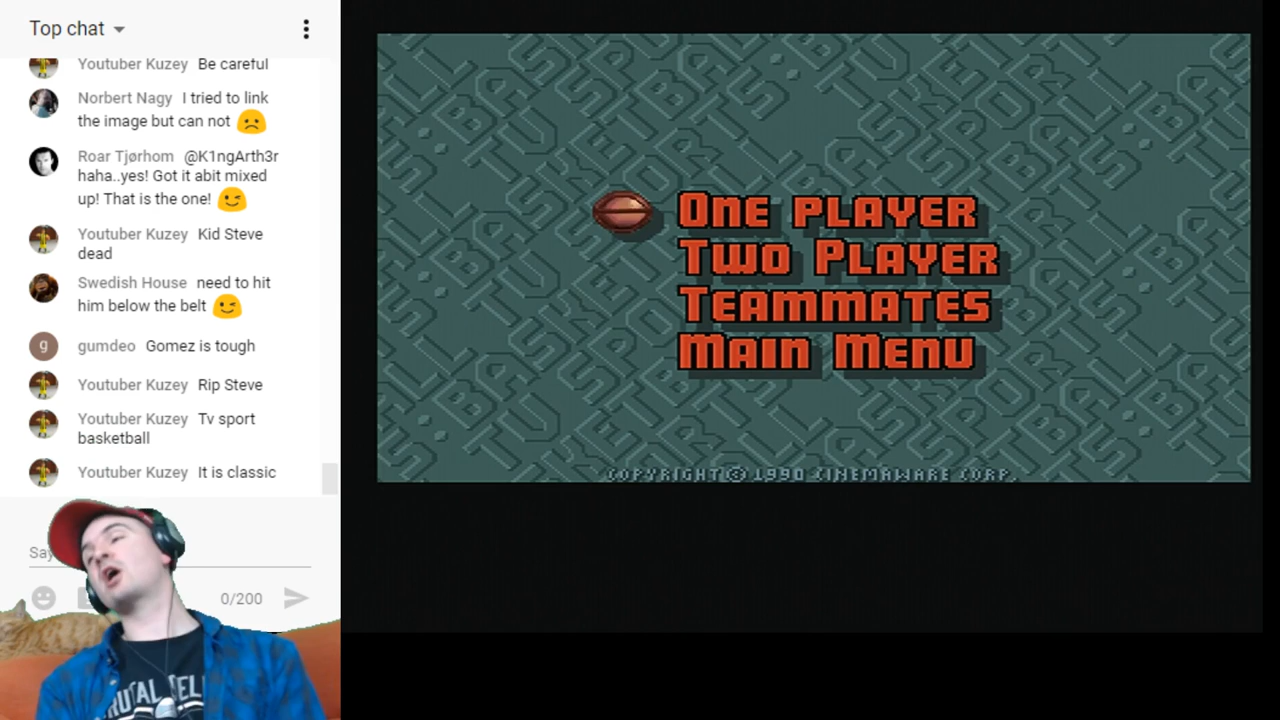 Top chat
Youtuber Kuzey Be careful
Norbert Nagy I tried to link
the image but can not
Roar Tjørhom @K1ngArth3r
haha..yes! Got it abit mixed
up! That is the one!
Youtuber Kuzey Kid Steve
dead
Swedish House need to hit
him below the belt
g
gumdeo Gomez is tough
Youtuber Kuzey Rip Steve
Youtuber Kuzey Tv sport
basketball
Youtuber Kuzey It is classic
0/200
One player
Two Player
Teammates
Main Menu
COPYRIGHT © 1990 CINEMAWARE CORP.